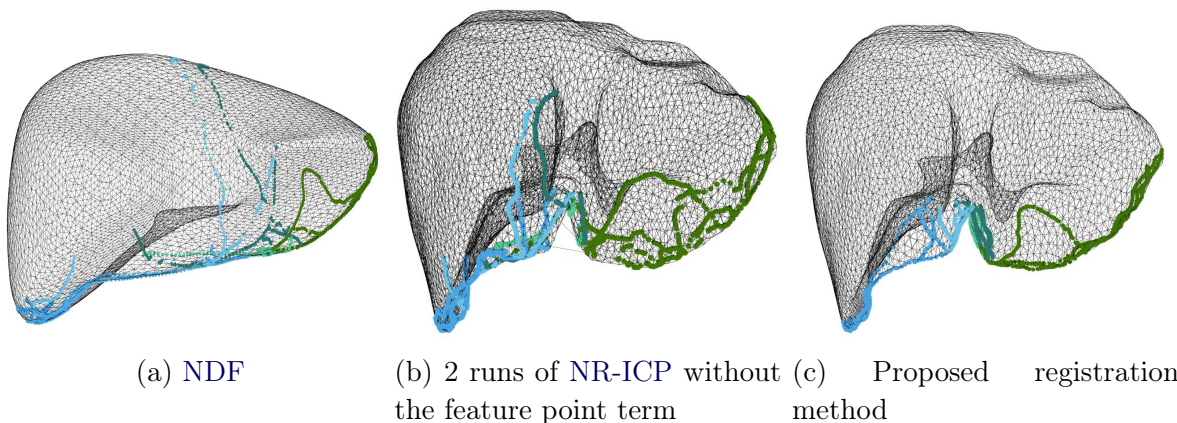 (a) NDF
(b) 2 runs of NR-ICP without
the feature point term
(c) Proposed registration
method